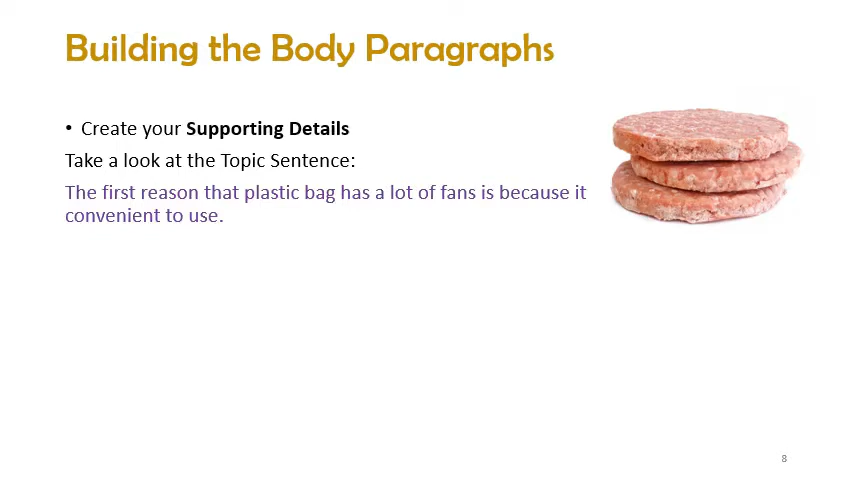 Building the Body Paragraphs
• Create your Supporting Details
Take a look at the Topic Sentence:
The first reason that plastic bag has a lot of fans is because it
convenient to use.
8